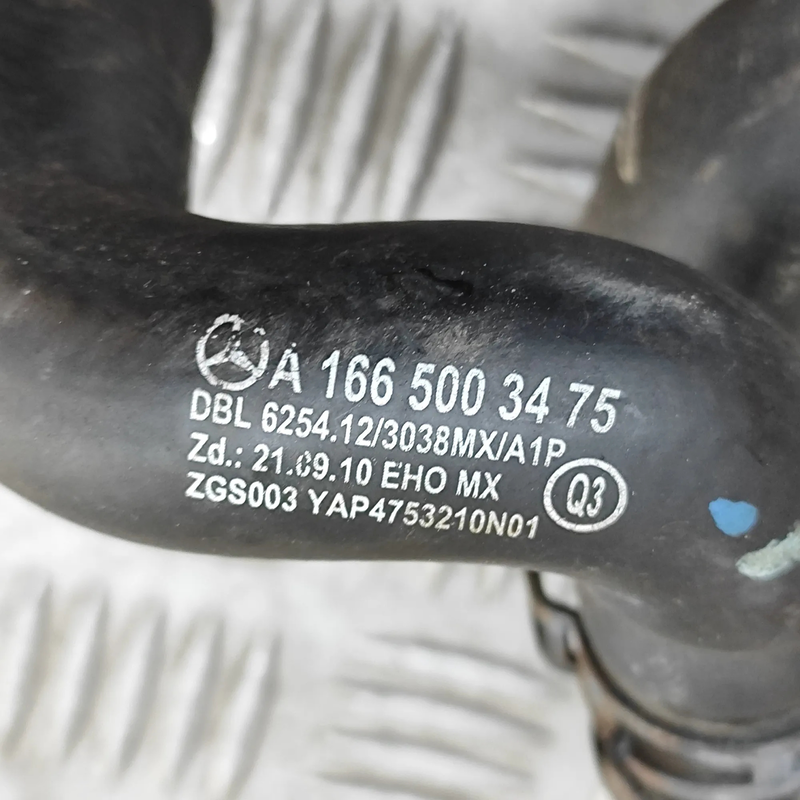 A 166 500 34 75
DBL 6254.12/3038MX/A1P
Zd.: 21.09.10 EHO MX
ZGS003 YAP4753210N01
Q3